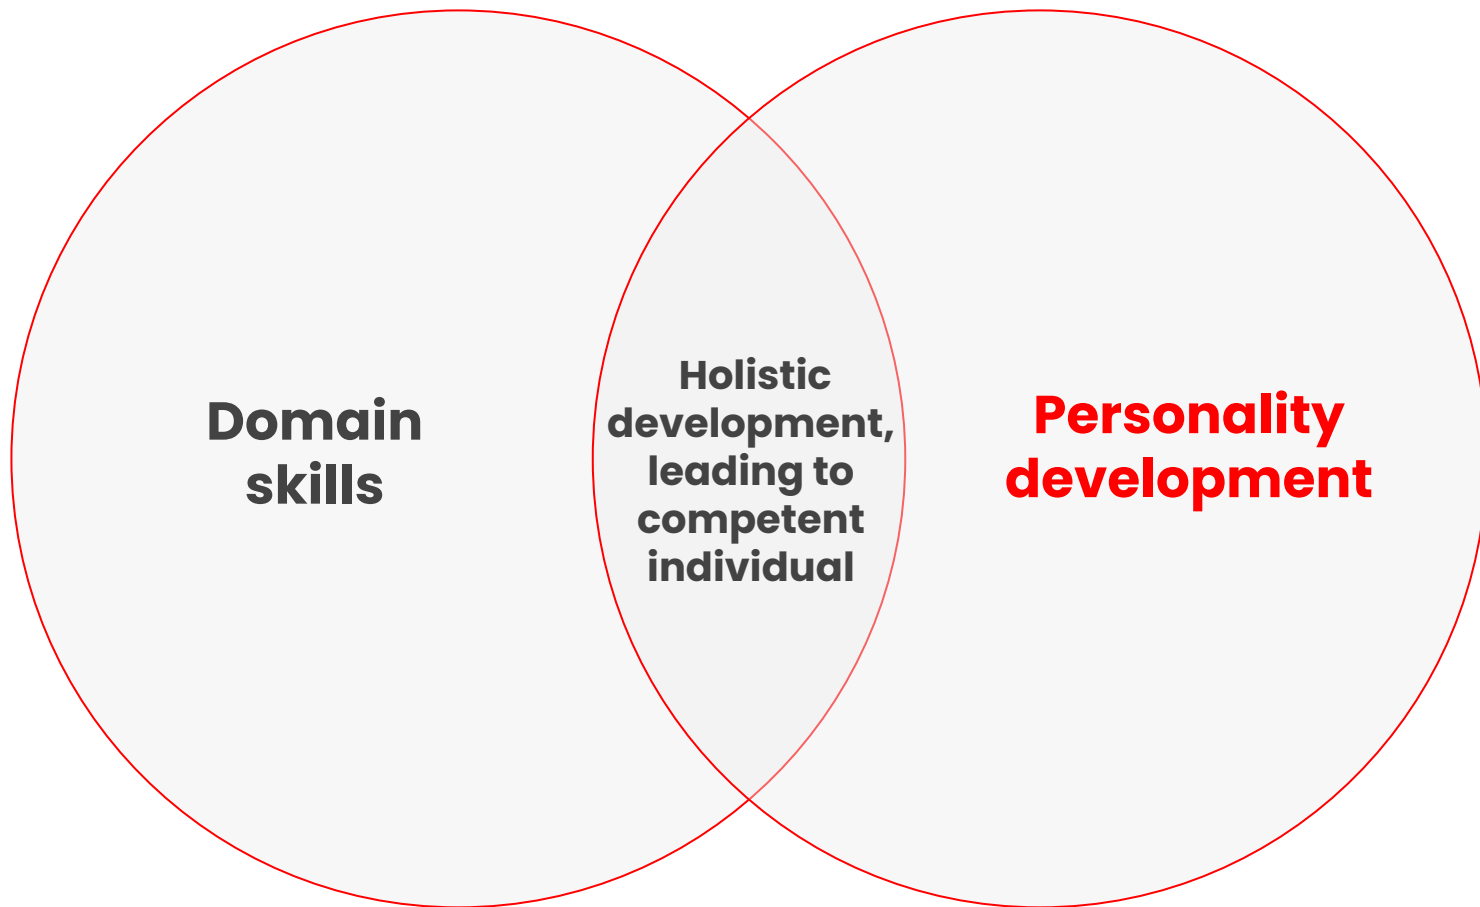 Domain
skills
Holistic
development,
leading to
competent
individual
Personality
development